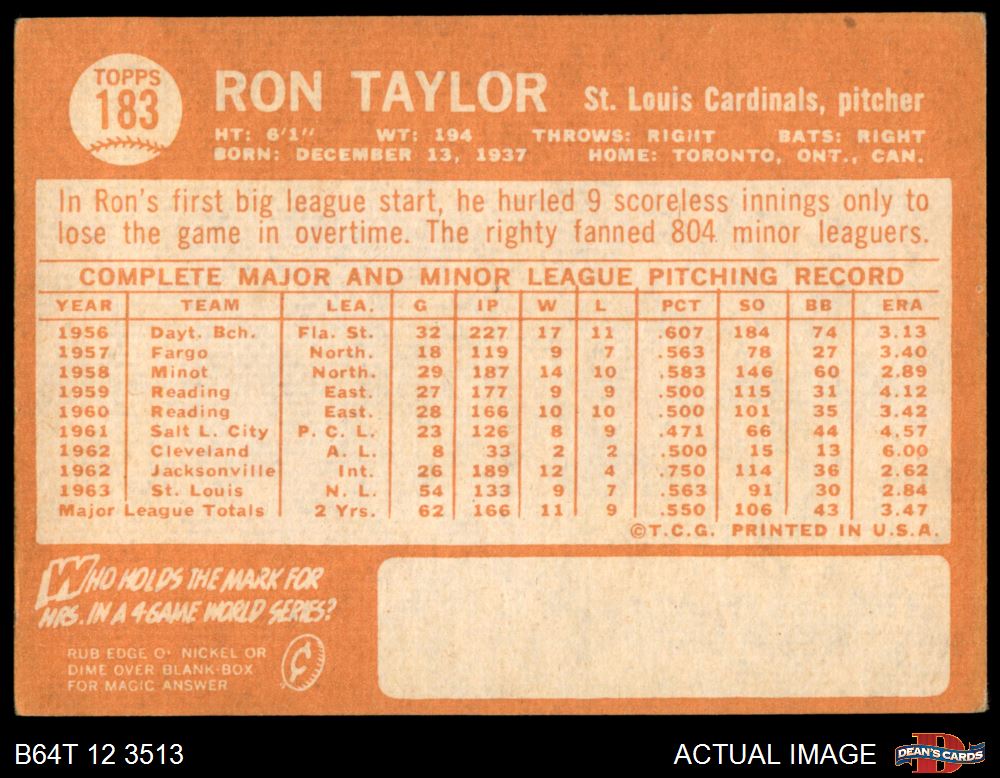 TOPPS
183
RON TAYLOR St. Louis Cardinals, pitcher
HT: 6'1" WT: 194 THROWS: RIGHT BATS: RIGHT
BORN: DECEMBER 13, 1937 HOME: TORONTO, ONT., CAN.
In Ron's first big league start, he hurled 9 scoreless innings only to
lose the game in overtime. The righty fanned 804 minor leaguers.
COMPLETE MAJOR AND MINOR LEAGUE PITCHING RECORD
YEAR TEAM LEA. G IP W L PCT SO BB ERA
1956 Dayt. Bch. Fla. St. 32 227 17 11 .607 184 74 3.13
1957 Fargo North. 18 119 9 7 .563 78 27 3.40
1958 Minot North. 29 187 14 10 .583 146 60 2.89
1959 Reading East. 27 177 9 9 .500 115 31 4.12
1960 Reading East. 28 166 10 10 .500 101 35 3.42
1961 Salt L. City P. C. L. 23 126 8 9 .471 66 44 4.57
1962 Cleveland A. L. 8 33 2 2 .500 15 13 6.00
1962 Jacksonville Int. 26 189 12 4 .750 114 36 2.62
1963 St. Louis N. L. 54 133 9 7 .563 91 30 2.84
Major League Totals 2 Yrs. 62 166 11 9 .550 106 43 3.47
©T.C.G. PRINTED IN U.S.A.
WHO HOLDS THE MARK FOR
HRS. IN A 4 GAME WORLD SERIES?
RUB EDGE O· NICKEL OR
DIME OVER BLANK-BOX
FOR MAGIC ANSWER
B64T 12 3513 ACTUAL IMAGE
D
DEAN'S CARDS